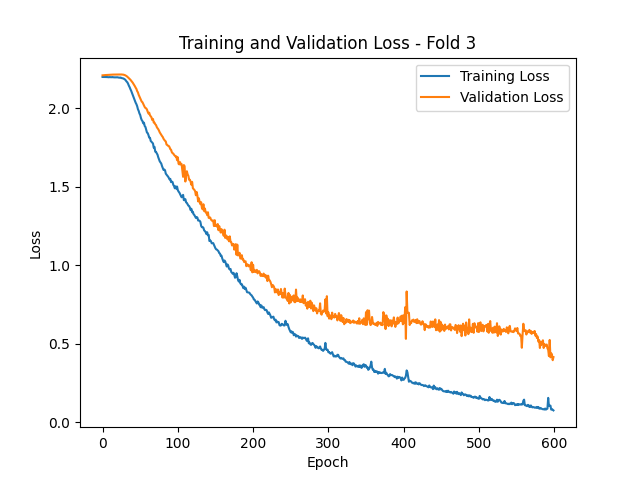 Training and Validation Loss - Fold 3
Training Loss
Validation Loss
2.0
1.5
1.0
0.5
0.0
Loss
0 100 200 300 400 500 600
Epoch